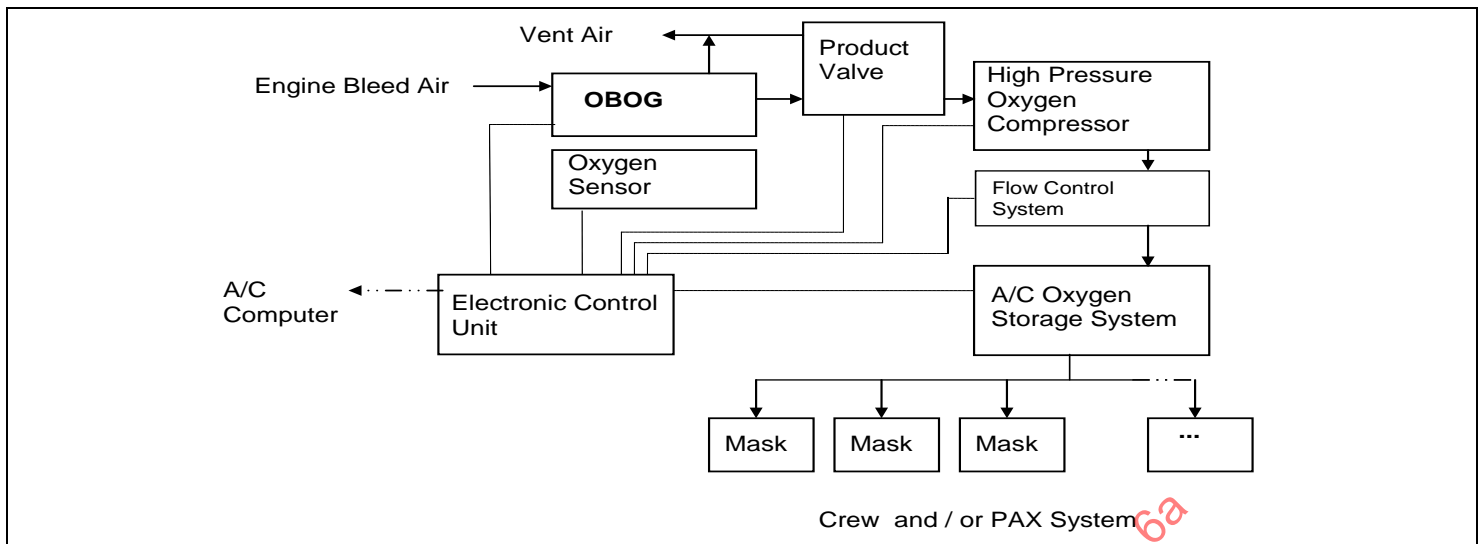 Vent Air
Engine Bleed Air
OBOG
Product
Valve
High Pressure
Oxygen
Compressor
Oxygen
Sensor
Flow Control
System
A/C
Computer
Electronic Control
Unit
A/C Oxygen
Storage System
Mask
Mask
Mask
...
Crew and / or PAX System
6a